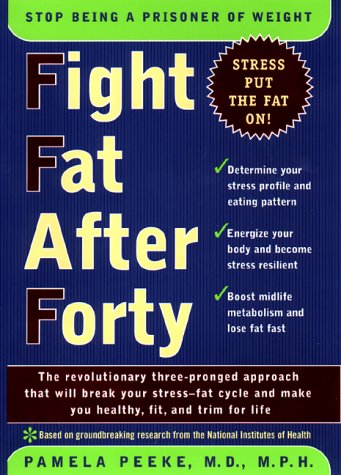 STOP BEING A PRISONER OF WEIGHT
Fight
Fat
After
Forty
STRESS
PUT
THE FAT
ON!
✓Determine your
stress profile and
eating pattern
✓Energize your
body and become
stress resilient
✓Boost midlife
metabolism and
lose fat fast
The revolutionary three-pronged approach
that will break your stress–fat cycle and make
you healthy, fit, and trim for life
*Based on groundbreaking research from the National Institutes of Health
PAMELA PEEKE, M.D., M.P.H.